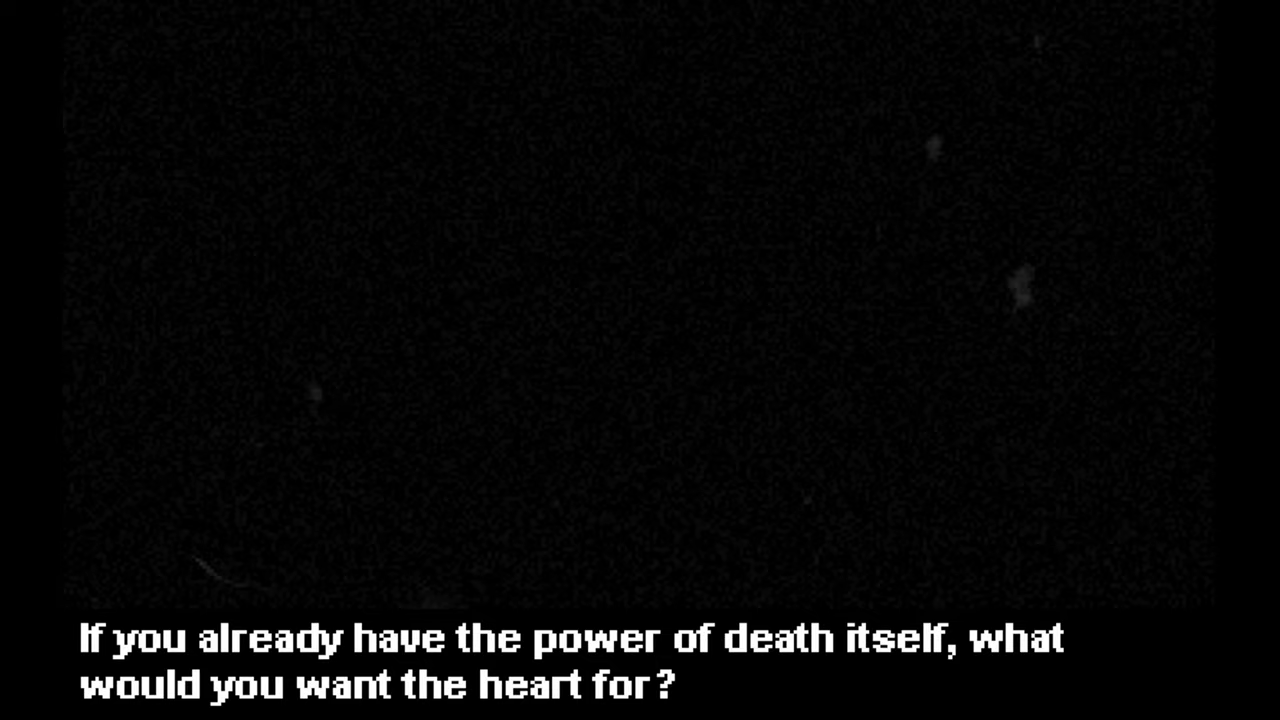 If you already have the power of death itself, what
would you want the heart for?